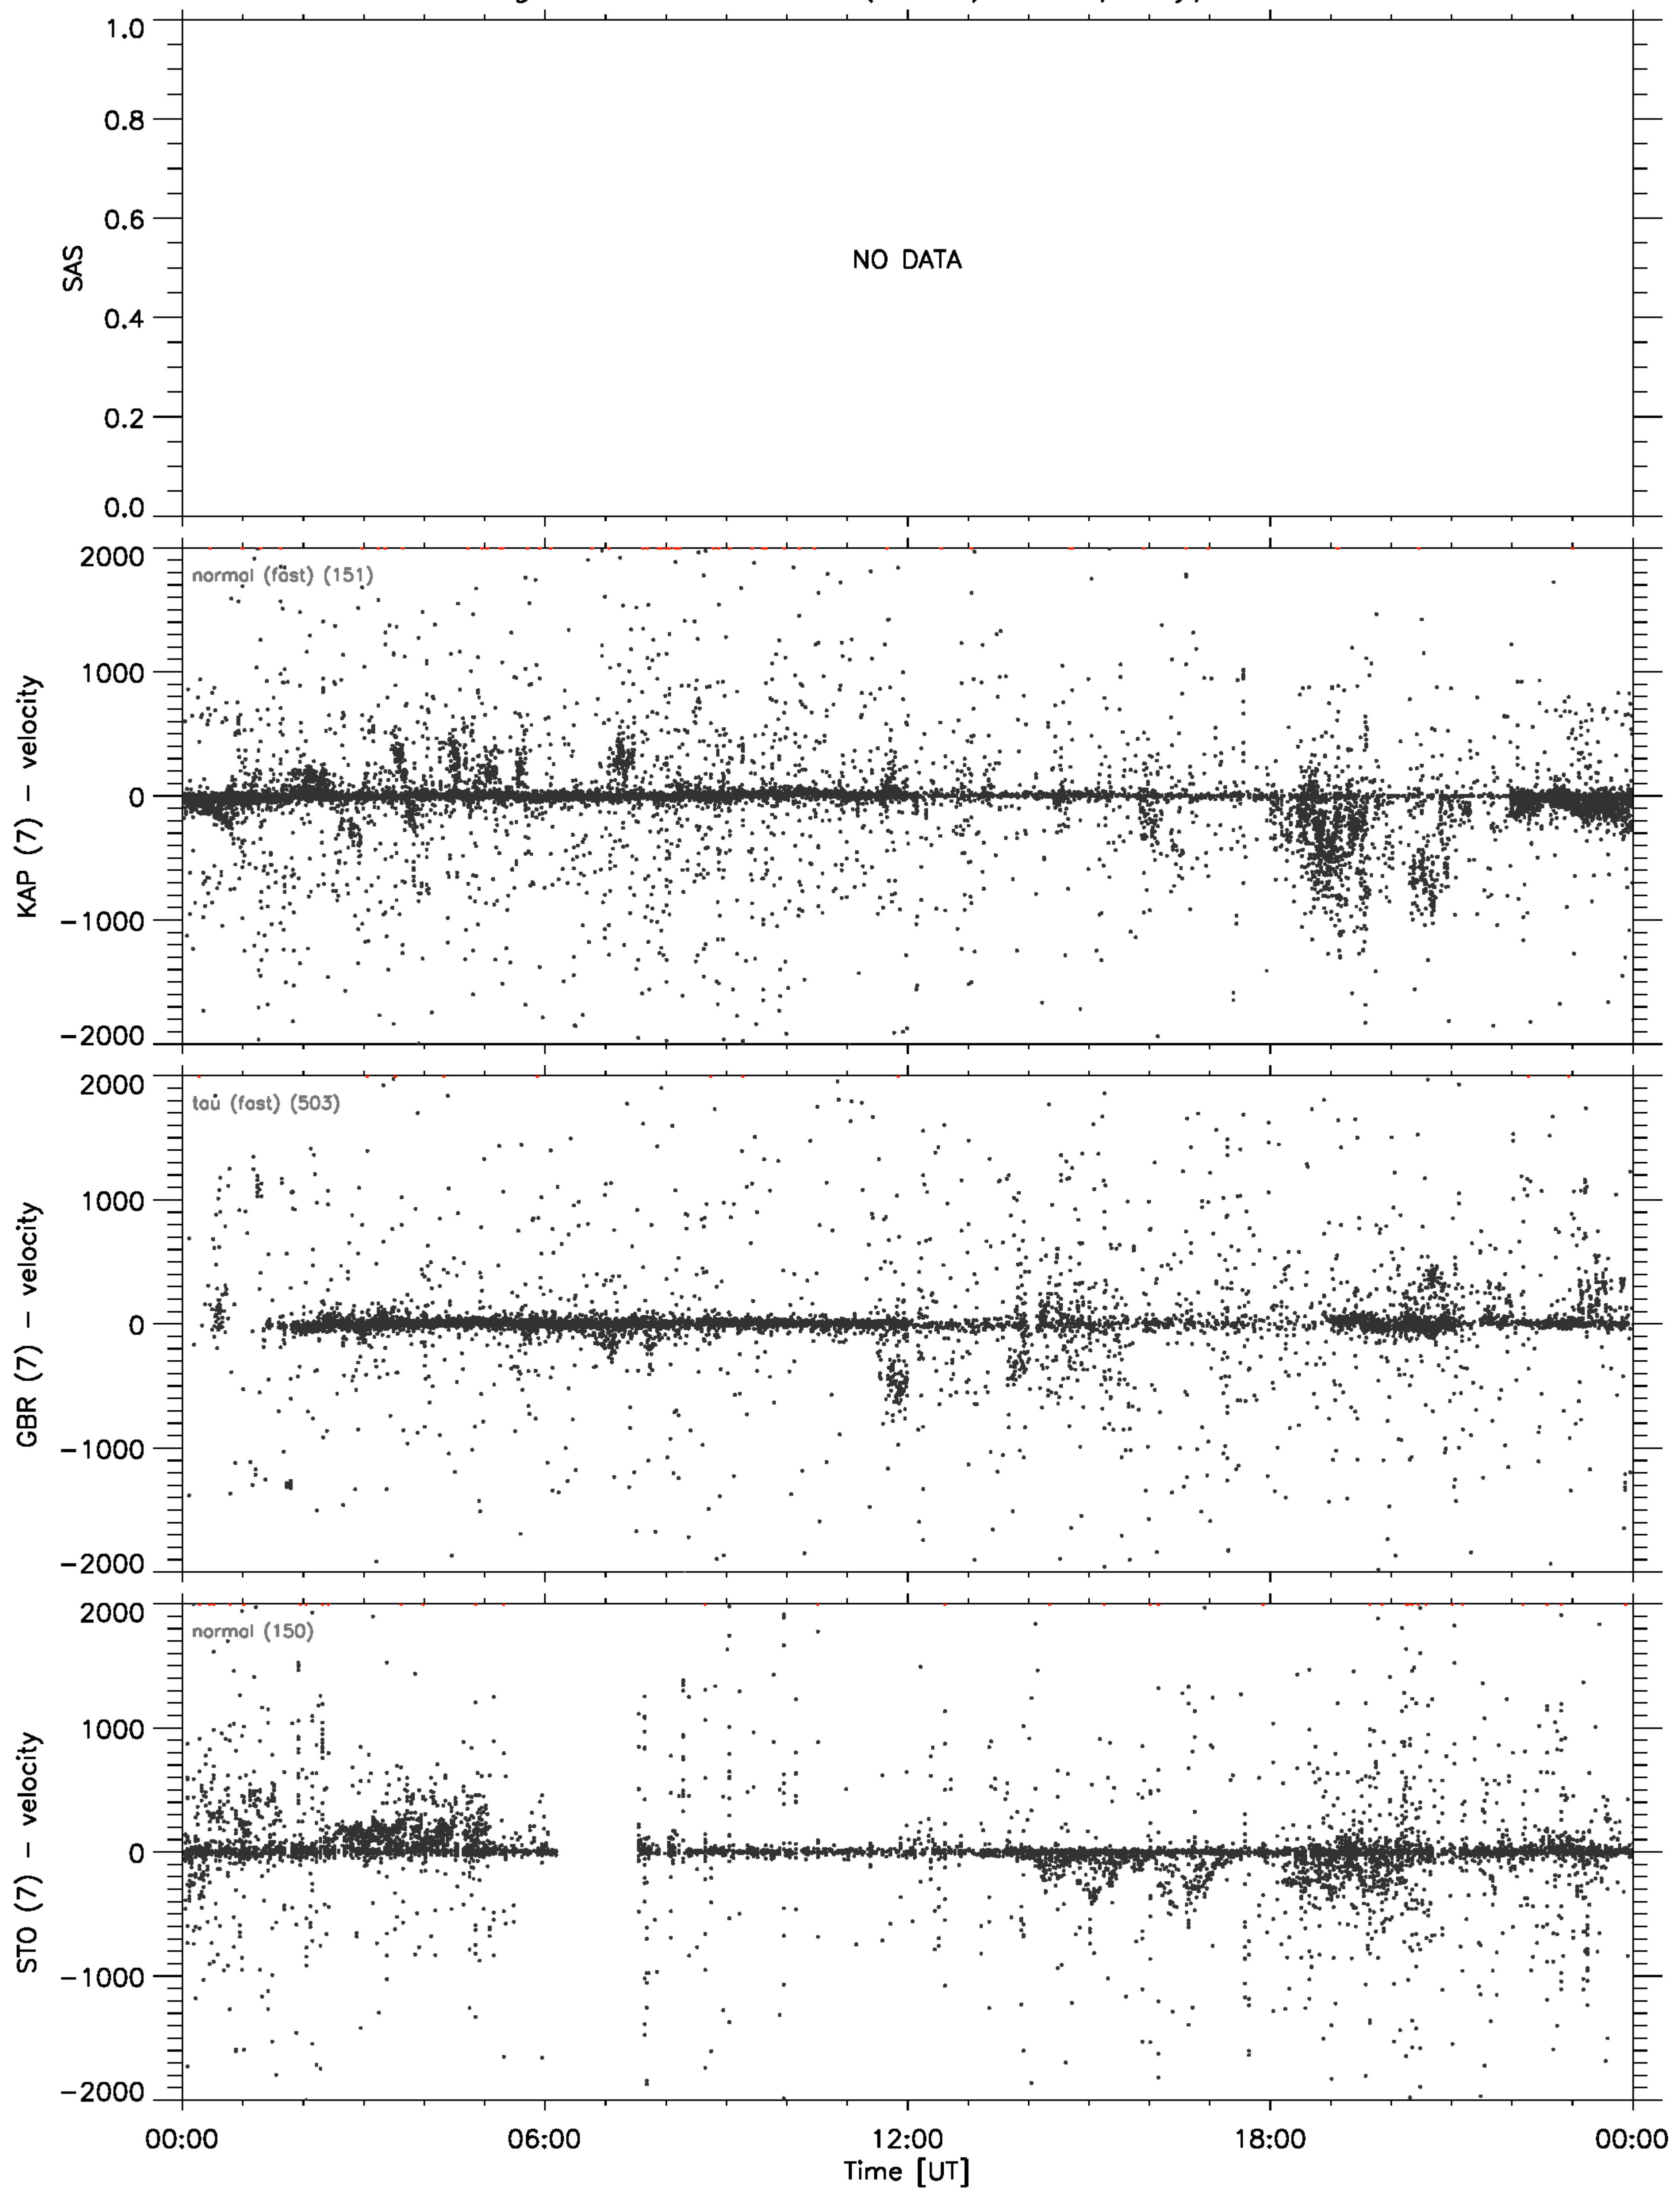 1.0
0.8
0.6
0.4
0.2
0.0
SAS
NO DATA
2000
1000
0
−1000
−2000
KAP (7) − velocity
normal (fast) (151)
2000
1000
0
−1000
−2000
GBR (7) − velocity
tau (fast) (503)
2000
1000
0
−1000
−2000
STO (7) − velocity
normal (150)
00:00 06:00 12:00 18:00 00:00
Time [UT]